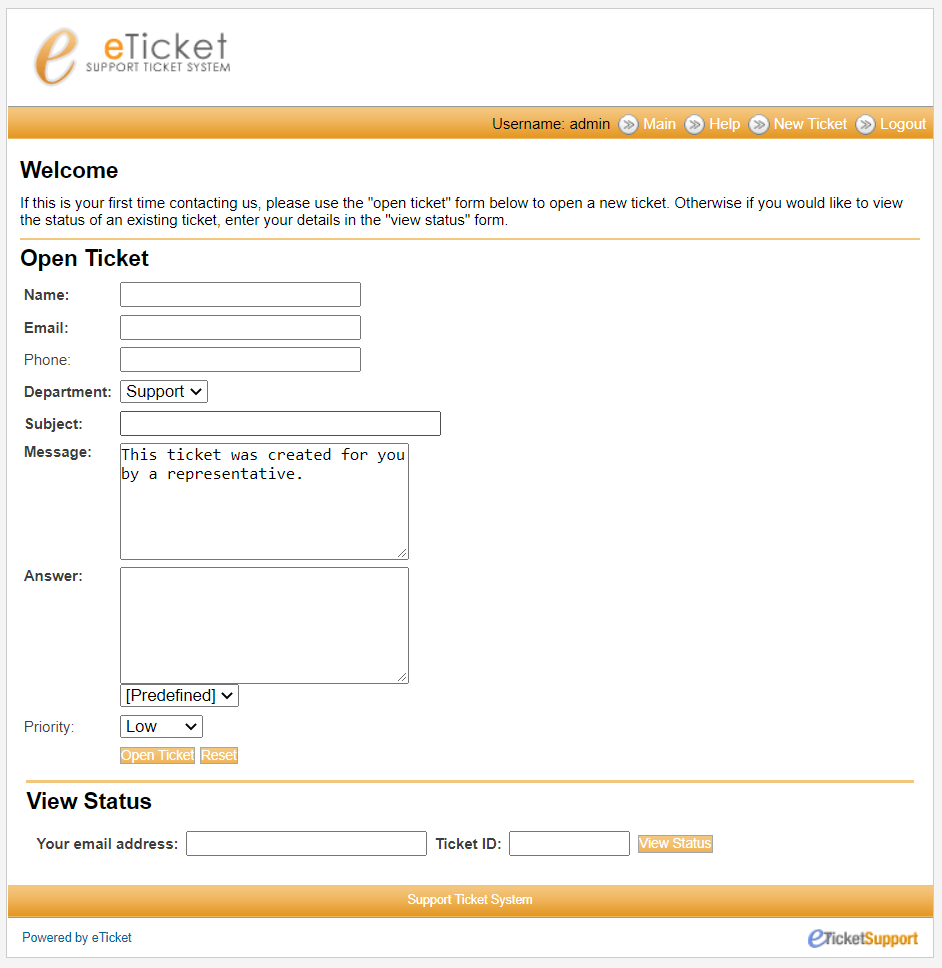 eTicket
SUPPORT TICKET SYSTEM
Username: admin Main Help New Ticket Logout
Welcome
If this is your first time contacting us, please use the "open ticket" form below to open a new ticket. Otherwise if you would like to view
the status of an existing ticket, enter your details in the "view status" form.
Open Ticket
Name:
Email:
Phone:
Department: Support
Subject:
Message: This ticket was created for you
by a representative.
Answer:
[Predefined]
Priority: Low
Open Ticket Reset
View Status
Your email address: Ticket ID: View Status
Support Ticket System
Powered by eTicket eTicketSupport